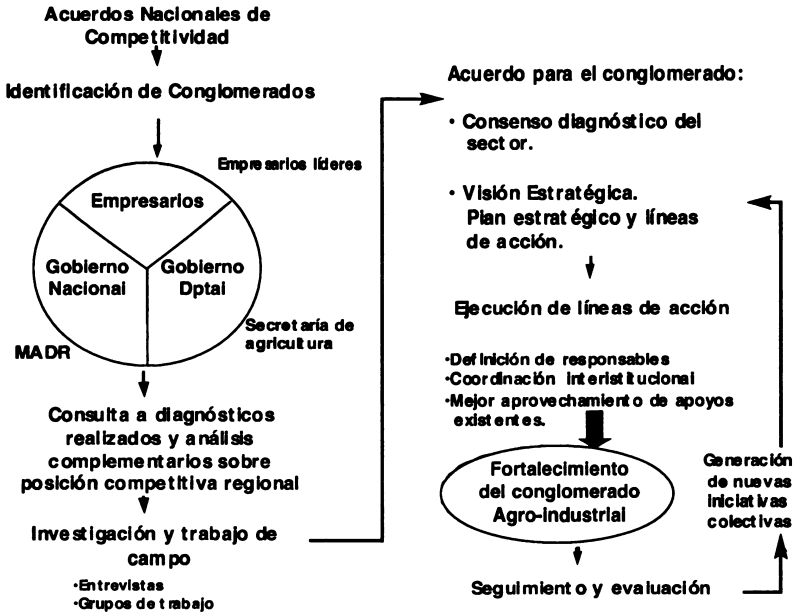 Acuerdos Nacionales de
Competitividad
Identificación de Conglomerados
Empresarios líderes
Empresarios
Gobierno
Nacional
Gobierno
Dptal
MADR
Secretaría de
agricultura
Consulta a diagnósticos
realizados y análisis
complementarios sobre
posición competitiva regional
Investigación y trabajo de
campo
•Entrevistas
•Grupos de trabajo
Acuerdo para el conglomerado:
• Consenso diagnóstico del
sector.
• Visión Estratégica.
Plan estratégico y líneas
de acción.
Ejecución de líneas de acción
•Definición de responsables
•Coordinación interistitucional
•Mejor aprovechamiento de apoyos
existentes.
Fortalecimiento
del conglomerado
Agro-industrial
Seguimiento y evaluación
Generación
de nuevas
iniciativas
colectivas